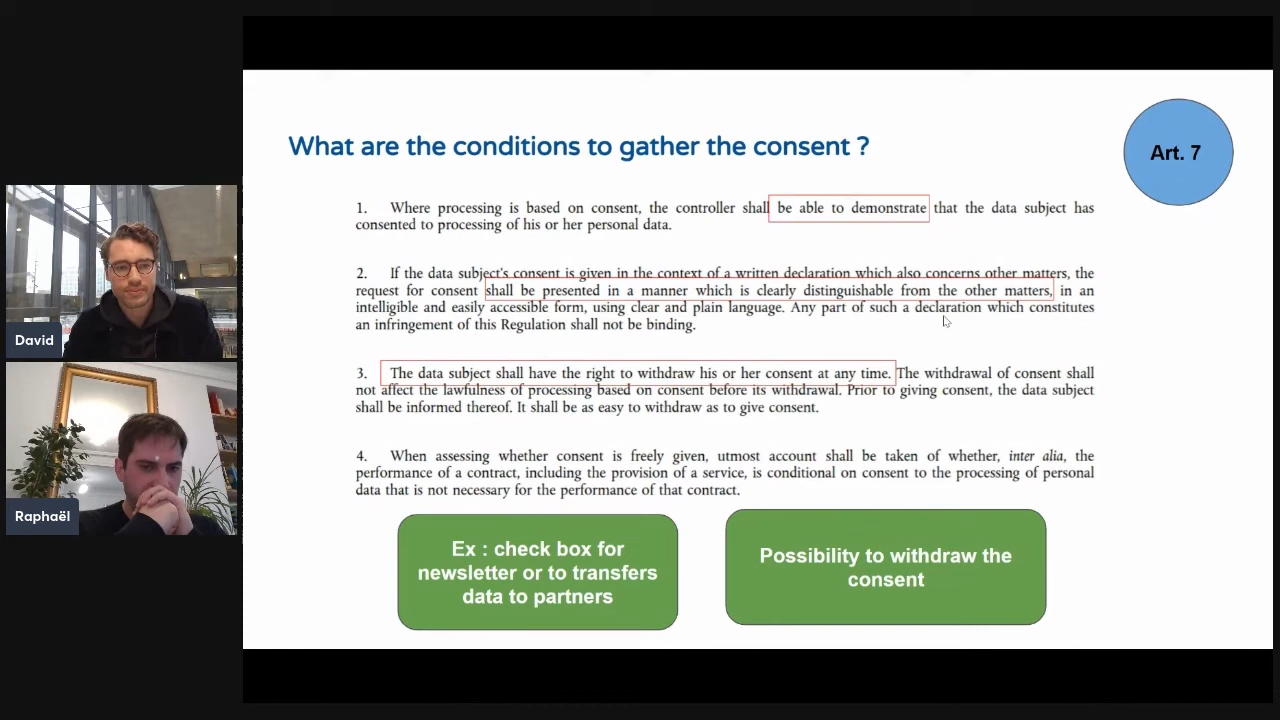 What are the conditions to gather the consent ?
Art. 7
1. Where processing is based on consent, the controller shall be able to demonstrate that the data subject has
consented to processing of his or her personal data.
2. If the data subject's consent is given in the context of a written declaration which also concerns other matters, the
request for consent shall be presented in a manner which is clearly distinguishable from the other matters, in an
intelligible and easily accessible form, using clear and plain language. Any part of such a declaration which constitutes
an infringement of this Regulation shall not be binding.
3. The data subject shall have the right to withdraw his or her consent at any time. The withdrawal of consent shall
not affect the lawfulness of processing based on consent before its withdrawal. Prior to giving consent, the data subject
shall be informed thereof. It shall be as easy to withdraw as to give consent.
4. When assessing whether consent is freely given, utmost account shall be taken of whether, inter alia, the
performance of a contract, including the provision of a service, is conditional on consent to the processing of personal
data that is not necessary for the performance of that contract.
Ex : check box for
newsletter or to transfers
data to partners
Possibility to withdraw the
consent
David
Raphaël